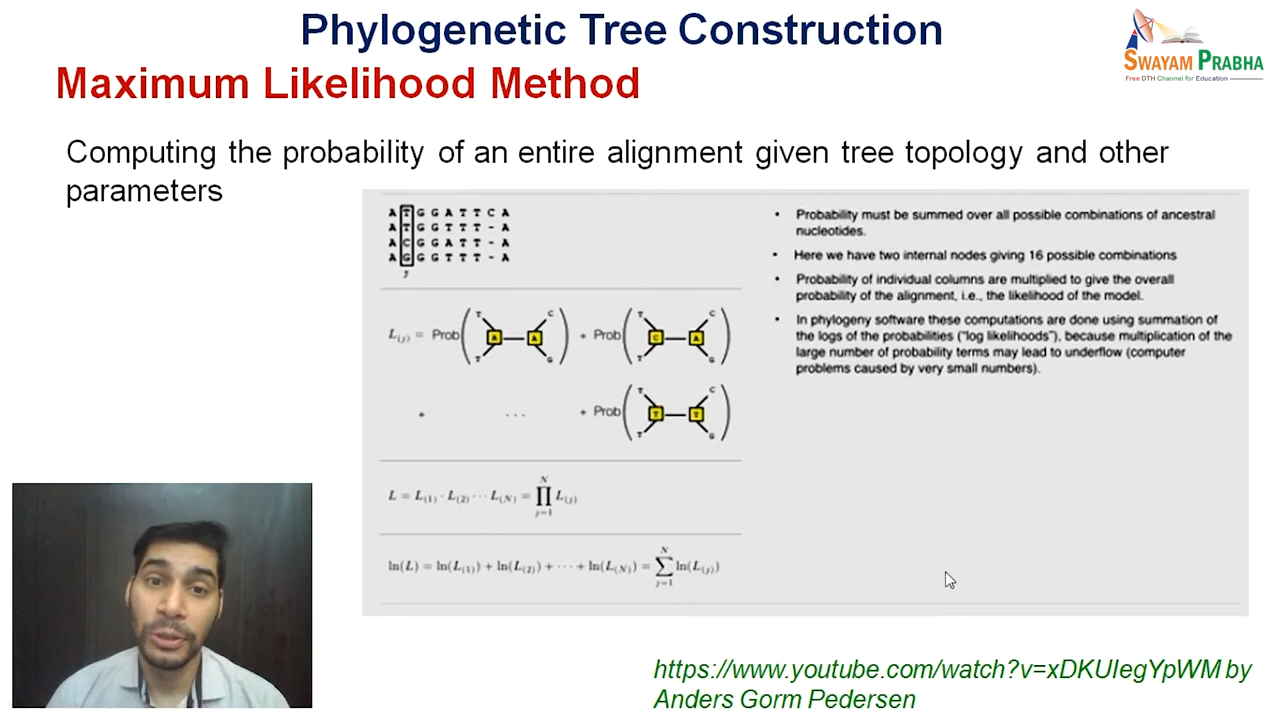 Phylogenetic Tree Construction
Maximum Likelihood Method
SWAYAM PRABHA
Free DTH Channel for Education
Computing the probability of an entire alignment given tree topology and other
parameters
A T G G A T T C A
A T G G T T T - A
A C G G A T T - A
A G G G T T T - A
j
L(j) = Prob( T T A A C G ) + Prob( T T C A C G )
+ ... + Prob( T T T T C G )
L = L(1) · L(2) ··· L(N) = ∏ j=1 N L(j)
ln(L) = ln(L(1)) + ln(L(2)) + ··· + ln(L(N)) = ∑ j=1 N ln(L(j))
• Probability must be summed over all possible combinations of ancestral
nucleotides.
• Here we have two internal nodes giving 16 possible combinations
• Probability of individual columns are multiplied to give the overall
probability of the alignment, i.e., the likelihood of the model.
• In phylogeny software these computations are done using summation of
the logs of the probabilities ("log likelihoods"), because multiplication of the
large number of probability terms may lead to underflow (computer
problems caused by very small numbers).
https://www.youtube.com/watch?v=xDKUIegYpWM by
Anders Gorm Pedersen